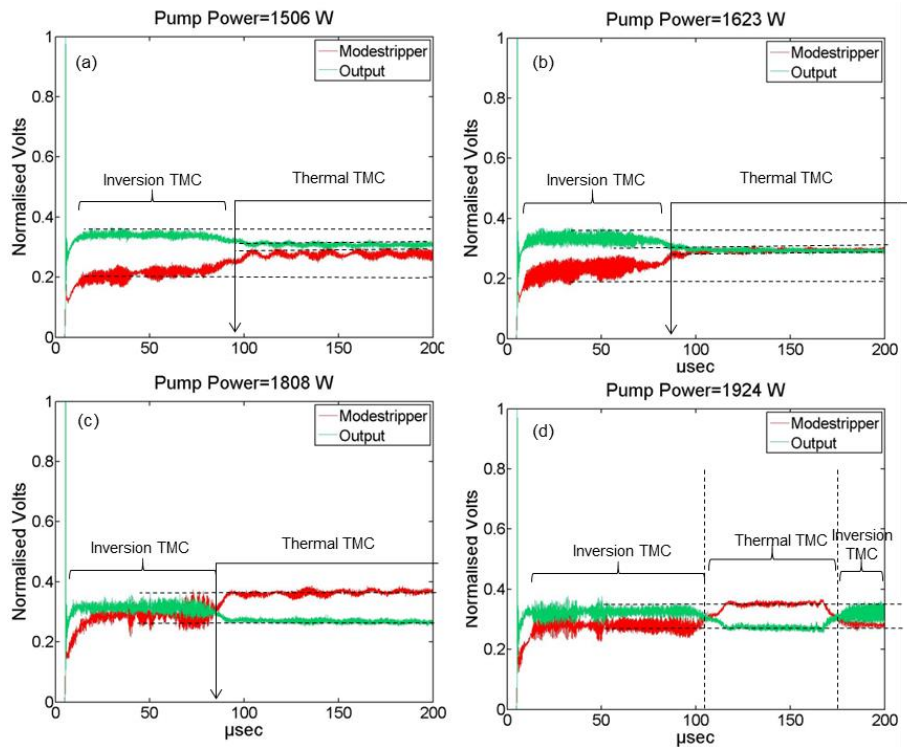 Pump Power=1506 W
(a)
Modestripper
Output
Inversion TMC
Thermal TMC
Normalised Volts
1
0.8
0.6
0.4
0.2
0
0
50
100
150
200
µsec
Pump Power=1623 W
(b)
Modestripper
Output
Inversion TMC
Thermal TMC
Normalised Volts
1
0.8
0.6
0.4
0.2
0
0
50
100
150
200
µsec
Pump Power=1808 W
(c)
Modestripper
Output
Inversion TMC
Thermal TMC
Normalised Volts
1
0.8
0.6
0.4
0.2
0
0
50
100
150
200
µsec
Pump Power=1924 W
(d)
Modestripper
Output
Inversion TMC
Thermal TMC
Inversion
TMC
Normalised Volts
1
0.8
0.6
0.4
0.2
0
0
50
100
150
200
µsec